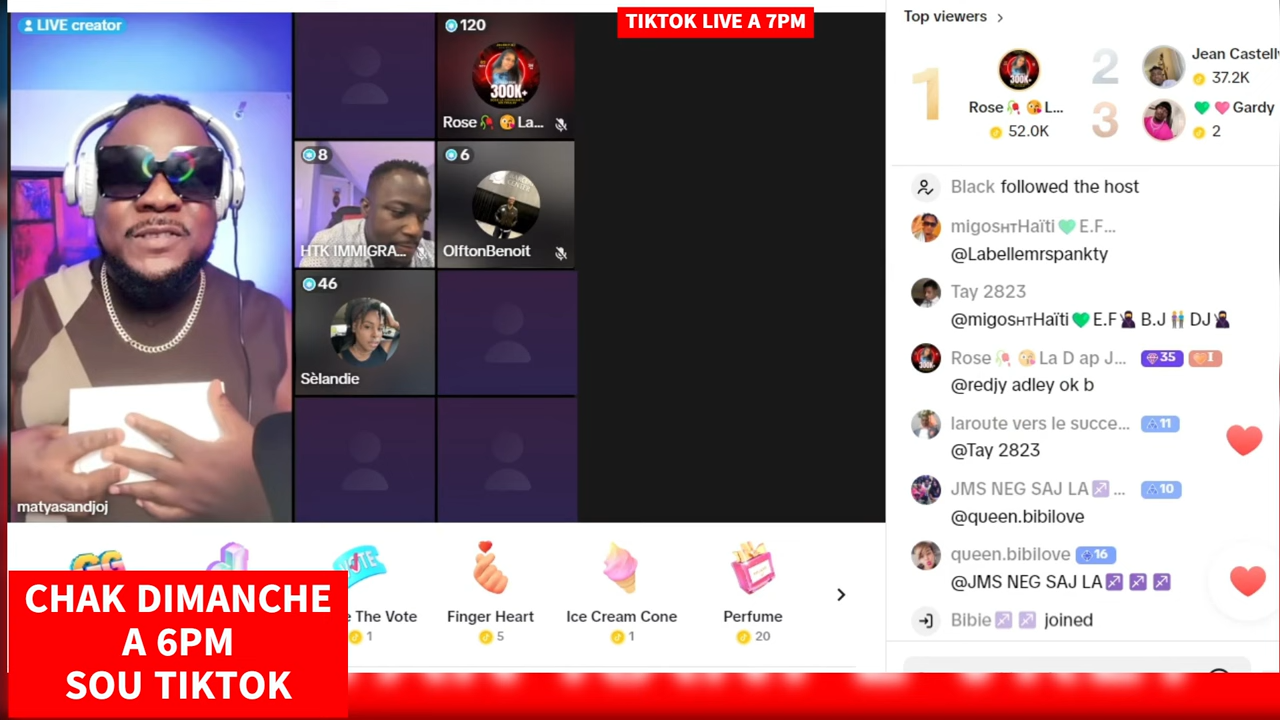 LIVE creator
120
TIKTOK LIVE A 7PM
300K+
Rose🥀 😘La...
8
HTK IMMIGRA...
6
OlftonBenoit
46
Sèlandie
matyasandjoj
GG
VOTE
e The Vote
1
Finger Heart
5
Ice Cream Cone
1
Perfume
20
CHAK DIMANCHE
A 6PM
SOU TIKTOK
Top viewers
1
300K+
Rose🥀 😘L...
52.0K
2
Jean Castell
37.2K
3
💚 💗 Gardy
2
Black followed the host
migosʜᴛHaïti💚E.F...
@Labellemrspankty
Tay 2823
@migosʜᴛHaïti💚E.F🥷 B.J👬 DJ🥷
Rose🥀 😘La D ap J... 35 I
@redjy adley ok b
laroute vers le succe... 11
@Tay 2823
JMS NEG SAJ LA♐ ... 10
@queen.bibilove
queen.bibilove 16
@JMS NEG SAJ LA♐ ♐ ♐
Bibie♐ ♐ joined